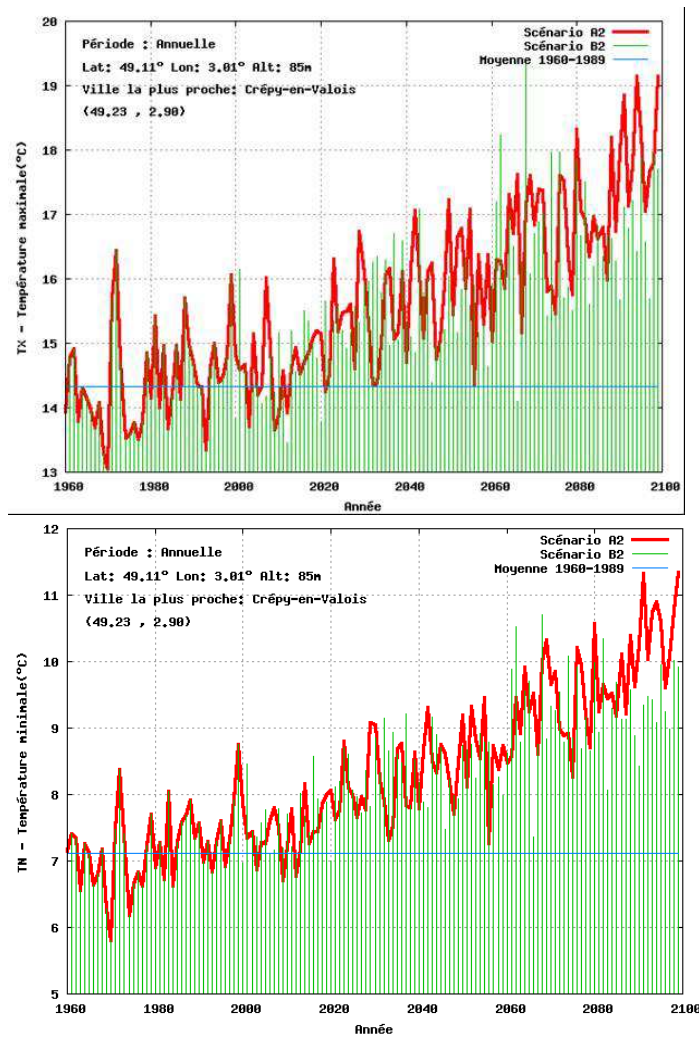 20
19
18
17
16
15
14
13
TX - Température maximale(°C)
Période : Annuelle
Lat: 49.11° Lon: 3.01° Alt: 85m
Ville la plus proche: Crépy-en-Valois
(49.23 , 2.90)
Scénario A2
Scénario B2
Moyenne 1960-1989
1960 1980 2000 2020 2040 2060 2080 2100
Année
12
11
10
9
8
7
6
5
TN - Température minimale(°C)
Période : Annuelle
Lat: 49.11° Lon: 3.01° Alt: 85m
Ville la plus proche: Crépy-en-Valois
(49.23 , 2.90)
Scénario A2
Scénario B2
Moyenne 1960-1989
1960 1980 2000 2020 2040 2060 2080 2100
Année